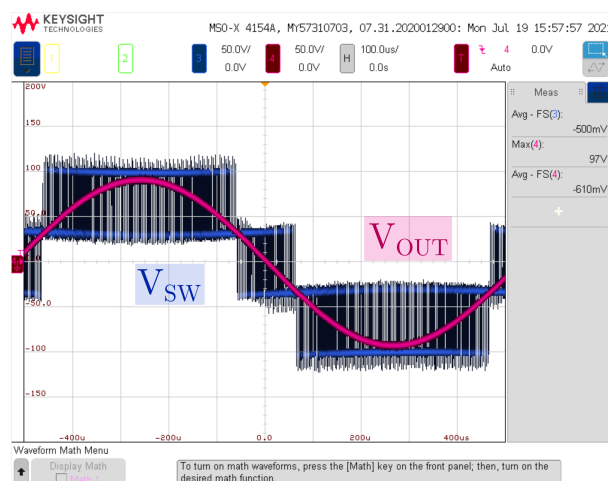 KEYSIGHT
TECHNOLOGIES
MSO-X 4154A, MY57310703, 07.31.2020012900: Mon Jul 19 15:57:57 202
1
2
3 50.0V/ 0.0V
4 50.0V/ 0.0V
H 100.0us/ 0.0s
T 4 0.0V
Auto
Meas
Avg - FS(3):
-500mV
Max(4):
97V
Avg - FS(4):
-610mV
200V
150
100
50.0
0.0
-50.0
-100
-150
VOUT
VSW
-400u -200u 0.0 200u 400us
Waveform Math Menu
Display Math
Math 1
To turn on math waveforms, press the [Math] key on the front panel; then, turn on the
desired math function.